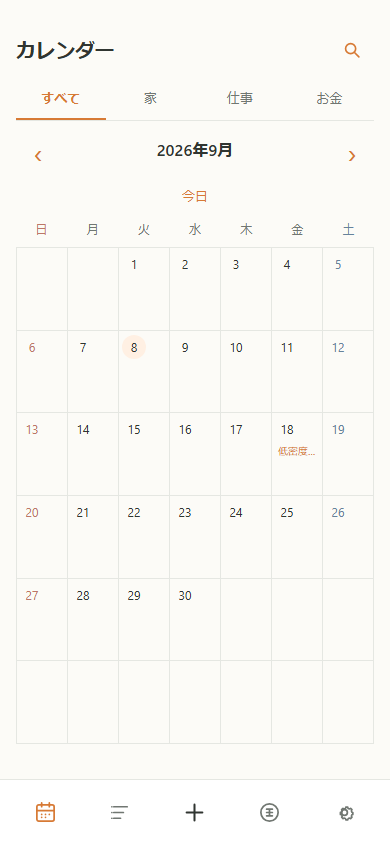 カレンダー
すべて 家 仕事 お金
‹ 2026年9月 ›
今日
日 月 火 水 木 金 土
1 2 3 4 5
6 7 8 9 10 11 12
13 14 15 16 17 18 19
低密度...
20 21 22 23 24 25 26
27 28 29 30